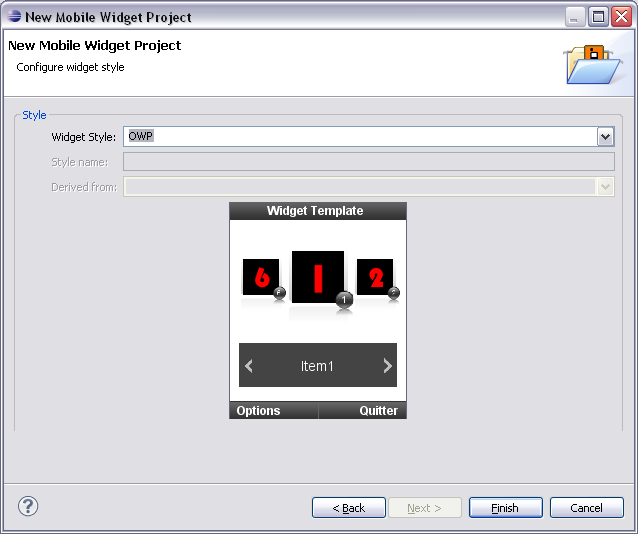 New Mobile Widget Project
New Mobile Widget Project
Configure widget style
Style
Widget Style: OWP
Style name:
Derived from:
Widget Template
6 1 2
1
Item1
Options Quitter
? < Back Next > Finish Cancel